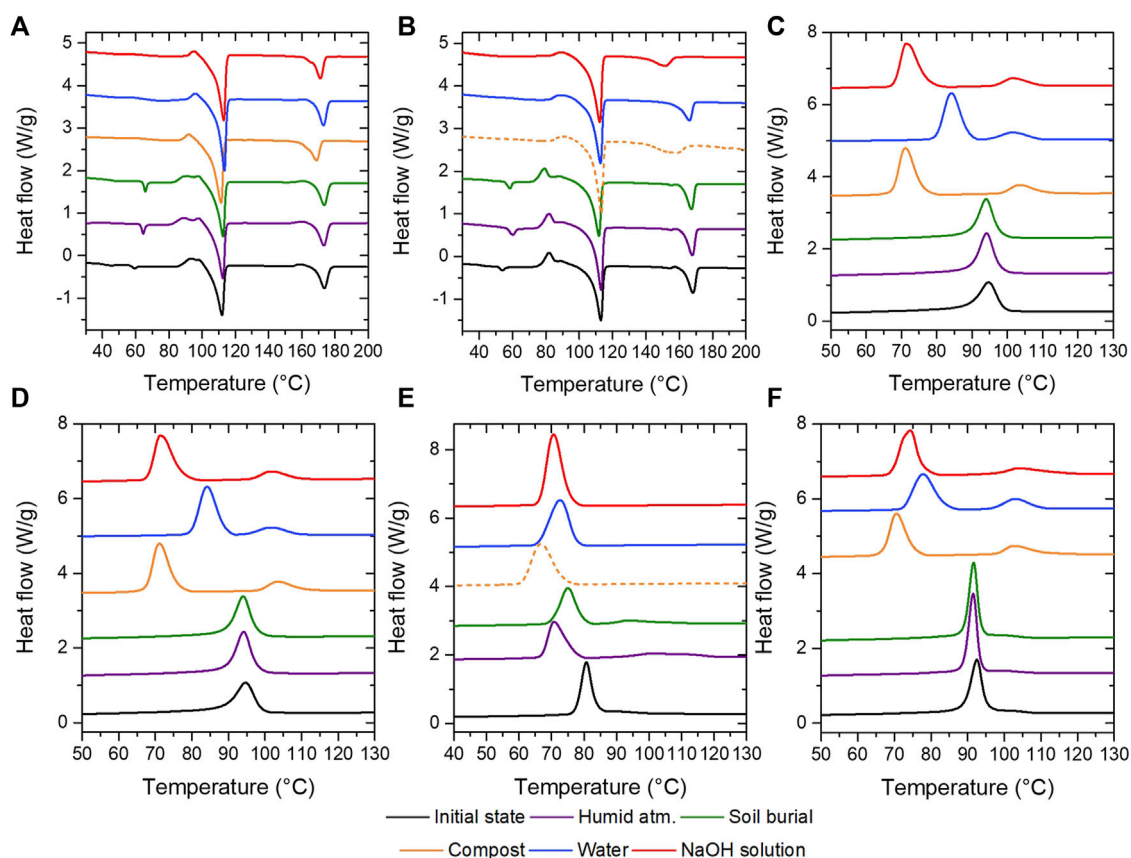 A
5
4
3
2
1
0
-1
Heat flow (W/g)
40 60 80 100 120 140 160 180 200
Temperature (°C)
B
5
4
3
2
1
0
-1
Heat flow (W/g)
40 60 80 100 120 140 160 180 200
Temperature (°C)
C
8
6
4
2
0
Heat flow (W/g)
50 60 70 80 90 100 110 120 130
Temperature (°C)
D
8
6
4
2
0
Heat flow (W/g)
50 60 70 80 90 100 110 120 130
Temperature (°C)
E
8
6
4
2
0
Heat flow (W/g)
40 50 60 70 80 90 100 110 120 130
Temperature (°C)
F
8
6
4
2
0
Heat flow (W/g)
50 60 70 80 90 100 110 120 130
Temperature (°C)
Initial state Humid atm. Soil burial
Compost Water NaOH solution